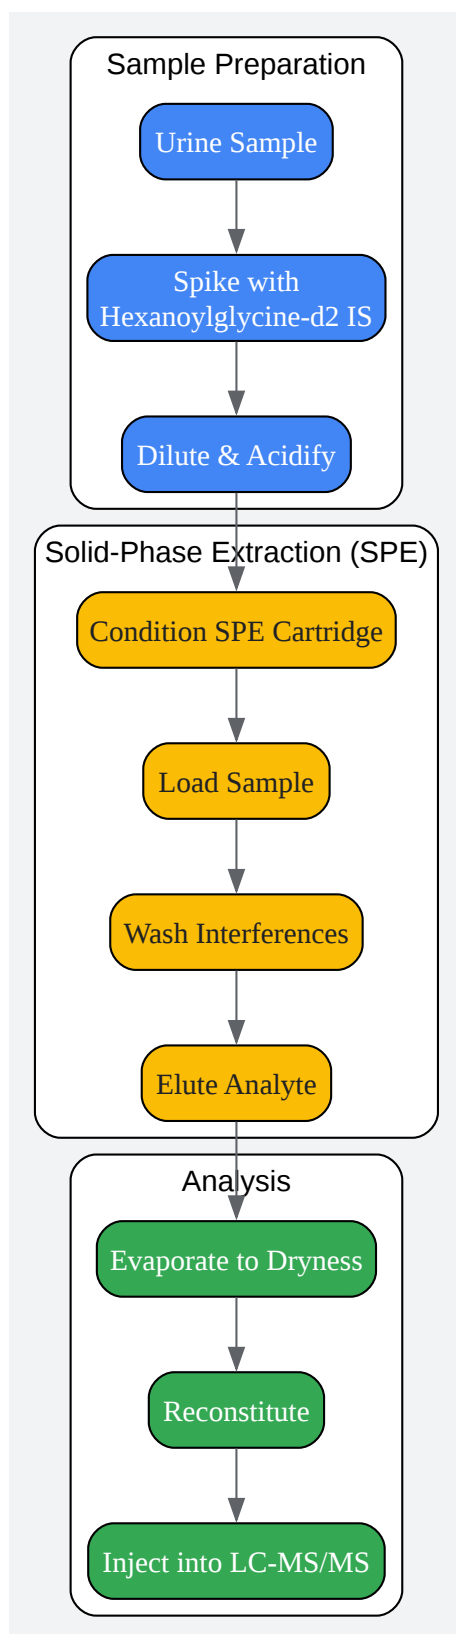 Sample Preparation
Urine Sample
Spike with
Hexanoylglycine-d2 IS
Dilute & Acidify
Solid-Phase Extraction (SPE)
Condition SPE Cartridge
Load Sample
Wash Interferences
Elute Analyte
Analysis
Evaporate to Dryness
Reconstitute
Inject into LC-MS/MS